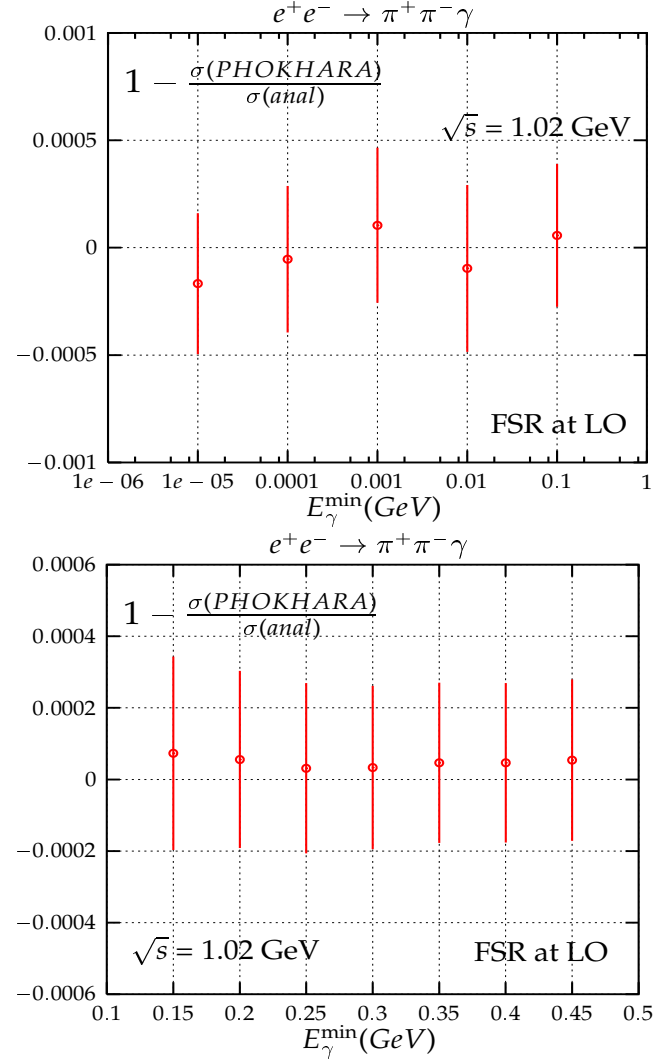 e⁺e⁻ → π⁺π⁻γ
0.001
1 − σ(PHOKHARA)/σ(anal)
√s = 1.02 GeV
0.0005
0
−0.0005
FSR at LO
−0.001
1e−06 1e−05 0.0001 0.001 0.01 0.1 1
E_γ^min(GeV)
e⁺e⁻ → π⁺π⁻γ
0.0006
1 − σ(PHOKHARA)/σ(anal)
0.0004
0.0002
0
−0.0002
−0.0004
√s = 1.02 GeV FSR at LO
−0.0006
0.1 0.15 0.2 0.25 0.3 0.35 0.4 0.45 0.5
E_γ^min(GeV)